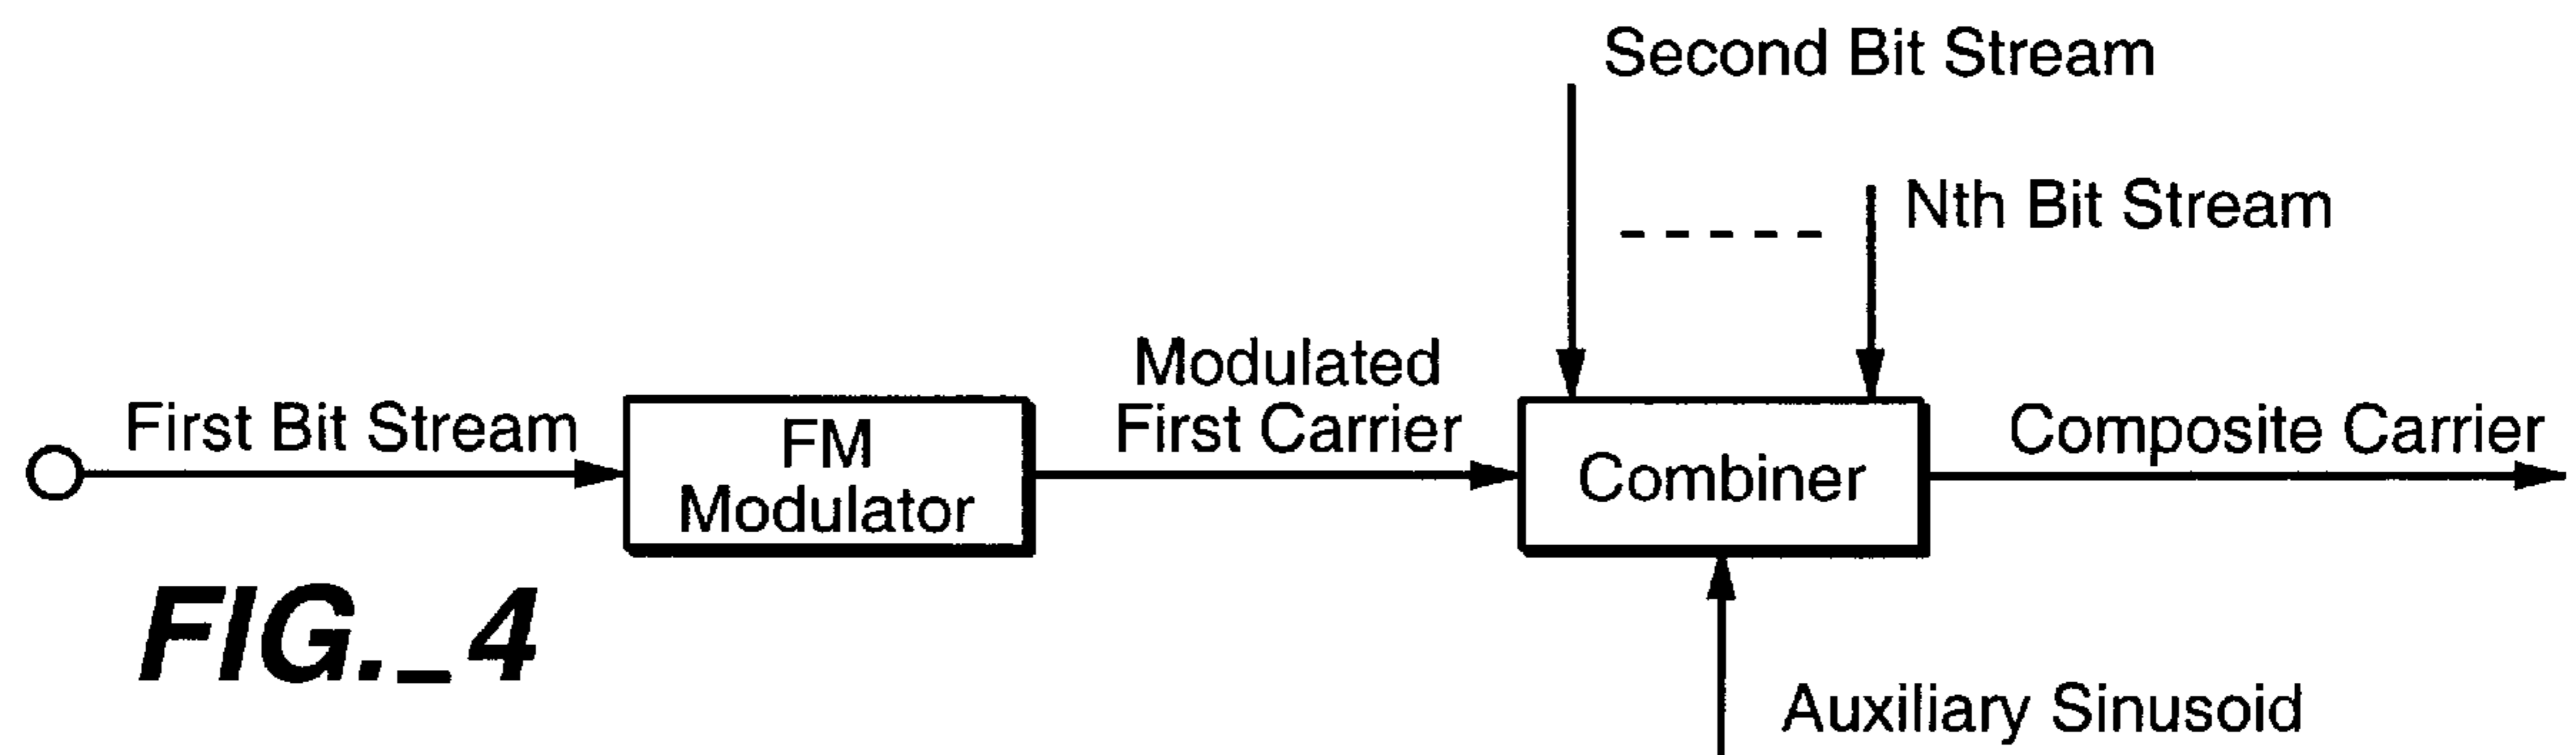 Second Bit Stream
Nth Bit Stream
First Bit Stream
FM
Modulator
Modulated
First Carrier
Combiner
Composite Carrier
Auxiliary Sinusoid
FIG._4